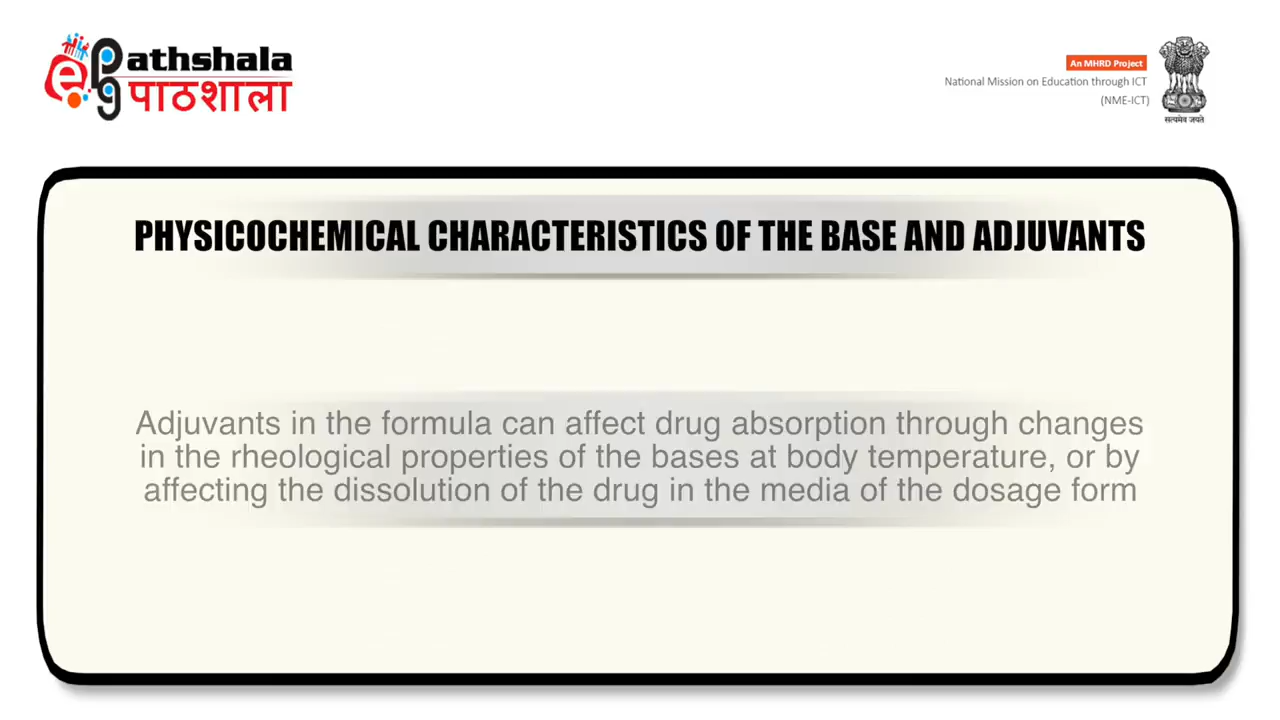 e pg Pathshala
पाठशाला
An MHRD Project
National Mission on Education through ICT
(NME-ICT)
सत्यमेव जयते
PHYSICOCHEMICAL CHARACTERISTICS OF THE BASE AND ADJUVANTS
Adjuvants in the formula can affect drug absorption through changes
in the rheological properties of the bases at body temperature, or by
affecting the dissolution of the drug in the media of the dosage form